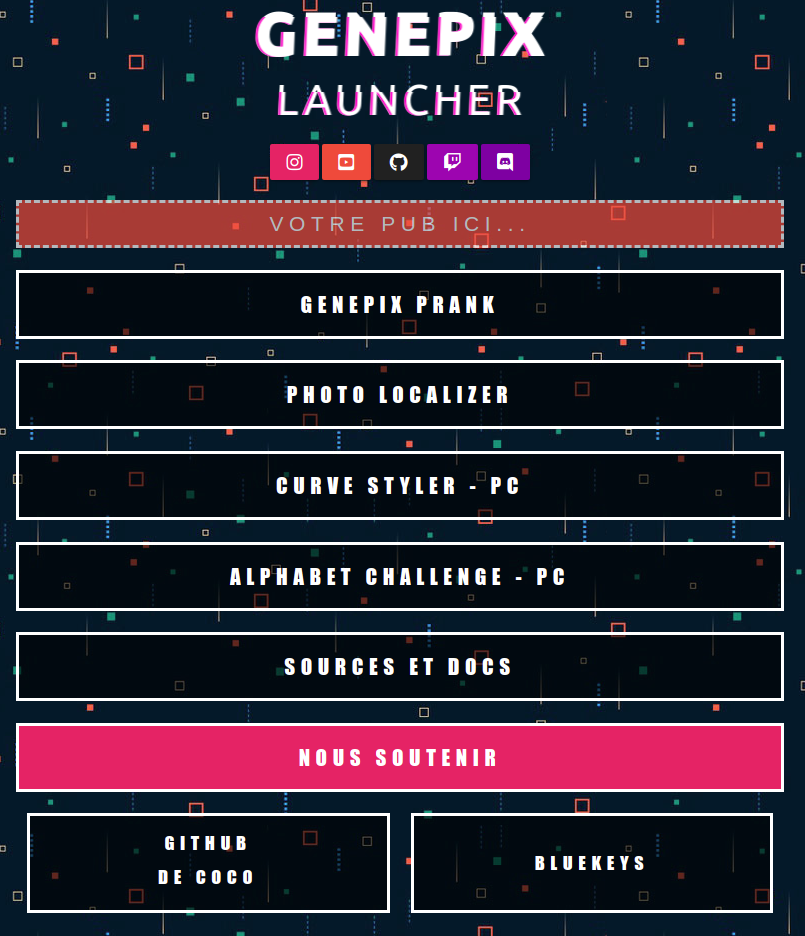 GENEPIX
LAUNCHER
VOTRE PUB ICI...
GENEPIX PRANK
PHOTO LOCALIZER
CURVE STYLER - PC
ALPHABET CHALLENGE - PC
SOURCES ET DOCS
NOUS SOUTENIR
GITHUB
DE COCO
BLUEKEYS